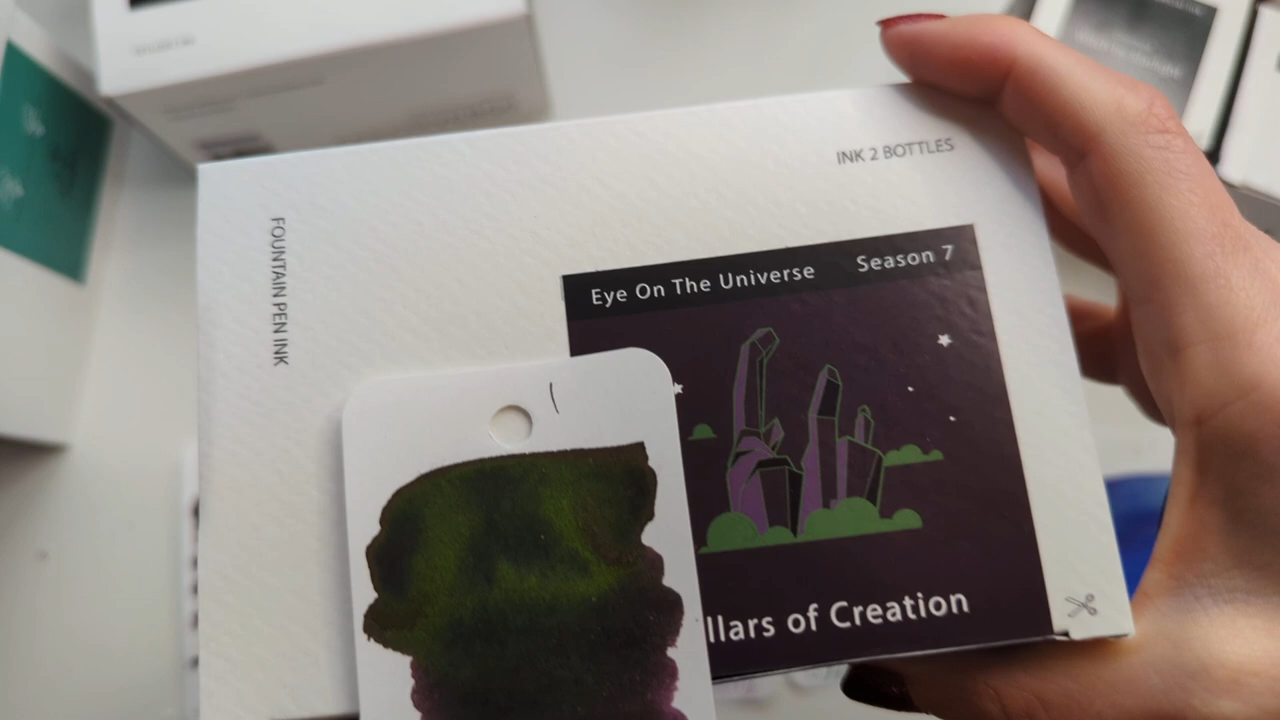 INK 2 BOTTLES
FOUNTAIN PEN INK
Eye On The Universe Season 7
llars of Creation